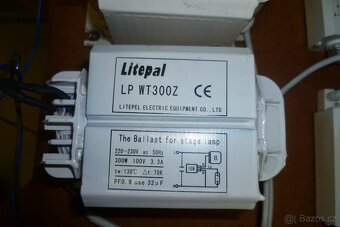 Litepal
LP WT300Z CE
LITEPEL ELECTRIC EQUIPMENT CO.,LTD
The Ballast for stage lamp
220-230V ac 50Hz
300W 100V 3.3A
tw 130℃ Δt 70K
PF0.9 use 32uF
Bazoš.cz